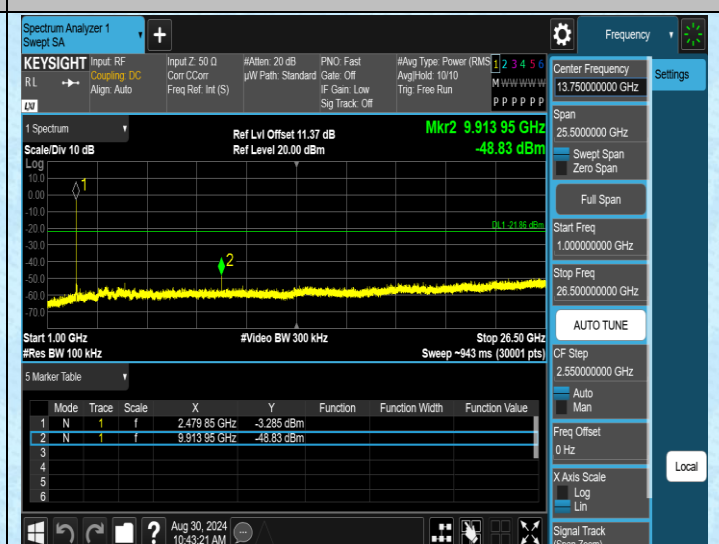 Spectrum Analyzer 1
Swept SA
+
Frequency
KEYSIGHT
RL
Input: RF
Coupling: DC
Align: Auto
Input Z: 50 Ω
Corr CCorr
Freq Ref: Int (S)
#Atten: 20 dB
µW Path: Standard
PNO: Fast
Gate: Off
IF Gain: Low
Sig Track: Off
#Avg Type: Power (RMS
Avg|Hold: 10/10
Trig: Free Run
1 2 3 4 5 6
M W W W W W
P P P P P P
LXI
1 Spectrum
Scale/Div 10 dB
Ref Lvl Offset 11.37 dB
Ref Level 20.00 dBm
Mkr2 9.913 95 GHz
-48.83 dBm
Log
10.0
0.00
-10.0
-20.0
-30.0
-40.0
-50.0
-60.0
-70.0
1
2
DL1 -21.86 dBm
Start 1.00 GHz
#Res BW 100 kHz
#Video BW 300 kHz
Stop 26.50 GHz
Sweep ~943 ms (30001 pts)
5 Marker Table
Mode Trace Scale X Y Function Function Width Function Value
1 N 1 f 2.479 85 GHz -3.285 dBm
2 N 1 f 9.913 95 GHz -48.83 dBm
3
4
5
6
Center Frequency
13.75000000 GHz
Settings
Span
25.5000000 GHz
Swept Span
Zero Span
Full Span
Start Freq
1.000000000 GHz
Stop Freq
26.500000000 GHz
AUTO TUNE
CF Step
2.550000000 GHz
Auto
Man
Freq Offset
0 Hz
X Axis Scale
Log
Lin
Signal Track
(Span Zoom)
Local
?
Aug 30, 2024
10:43:21 AM